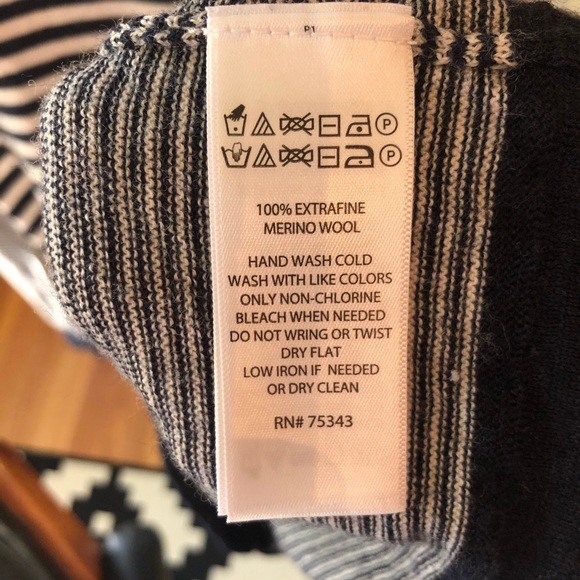 P1
P
P
100% EXTRAFINE
MERINO WOOL
HAND WASH COLD
WASH WITH LIKE COLORS
ONLY NON-CHLORINE
BLEACH WHEN NEEDED
DO NOT WRING OR TWIST
DRY FLAT
LOW IRON IF NEEDED
OR DRY CLEAN
RN# 75343